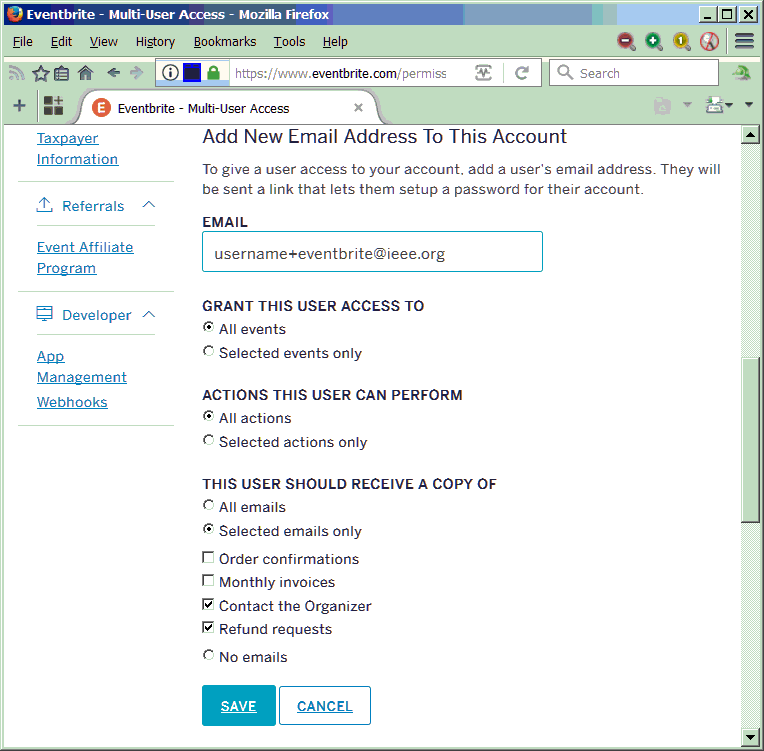 Eventbrite - Multi-User Access - Mozilla Firefox
File Edit View History Bookmarks Tools Help
https://www.eventbrite.com/permiss
Search
Eventbrite - Multi-User Access
Taxpayer
Information
Referrals
Event Affiliate
Program
Developer
App
Management
Webhooks
Add New Email Address To This Account
To give a user access to your account, add a user's email address. They will
be sent a link that lets them setup a password for their account.
EMAIL
username+eventbrite@ieee.org
GRANT THIS USER ACCESS TO
All events
Selected events only
ACTIONS THIS USER CAN PERFORM
All actions
Selected actions only
THIS USER SHOULD RECEIVE A COPY OF
All emails
Selected emails only
Order confirmations
Monthly invoices
Contact the Organizer
Refund requests
No emails
SAVE CANCEL